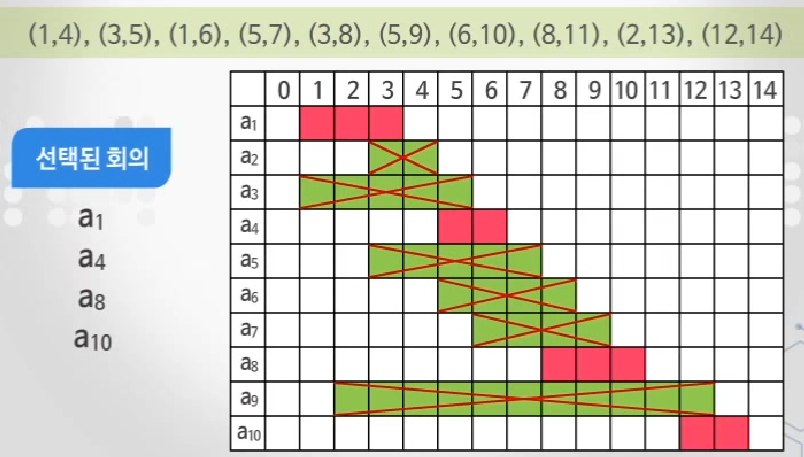 (1,4), (3,5), (1,6), (5,7), (3,8), (5,9), (6,10), (8,11), (2,13), (12,14)
0 1 2 3 4 5 6 7 8 9 10 11 12 13 14
선택된 회의
a1
a4
a8
a10
a1
a2
a3
a4
a5
a6
a7
a8
a9
a10